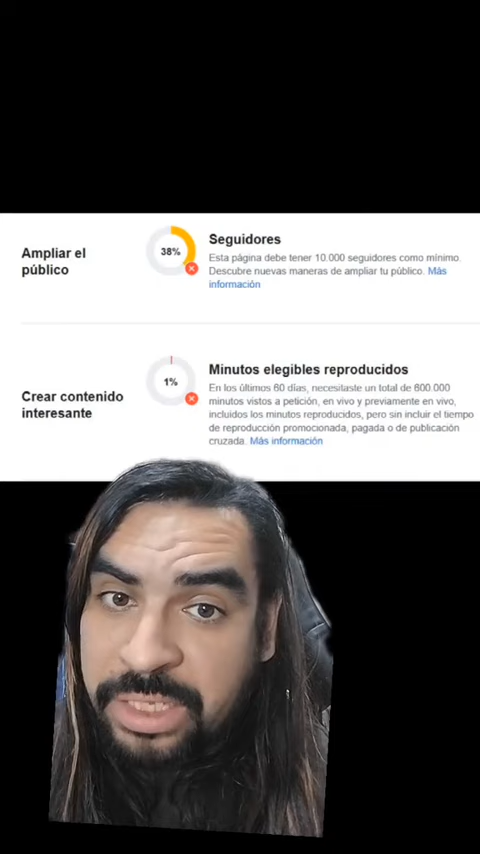 Ampliar el
público
38%
Seguidores
Esta página debe tener 10.000 seguidores como mínimo.
Descubre nuevas maneras de ampliar tu público. Más
información
Crear contenido
interesante
1%
Minutos elegibles reproducidos
En los últimos 60 días, necesitaste un total de 600.000
minutos vistos a petición, en vivo y previamente en vivo,
incluidos los minutos reproducidos, pero sin incluir el tiempo
de reproducción promocionada, pagada o de publicación
cruzada. Más información